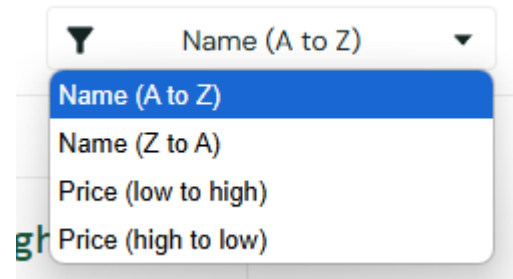 Name (A to Z)
Name (A to Z)
Name (Z to A)
Price (low to high)
Price (high to low)